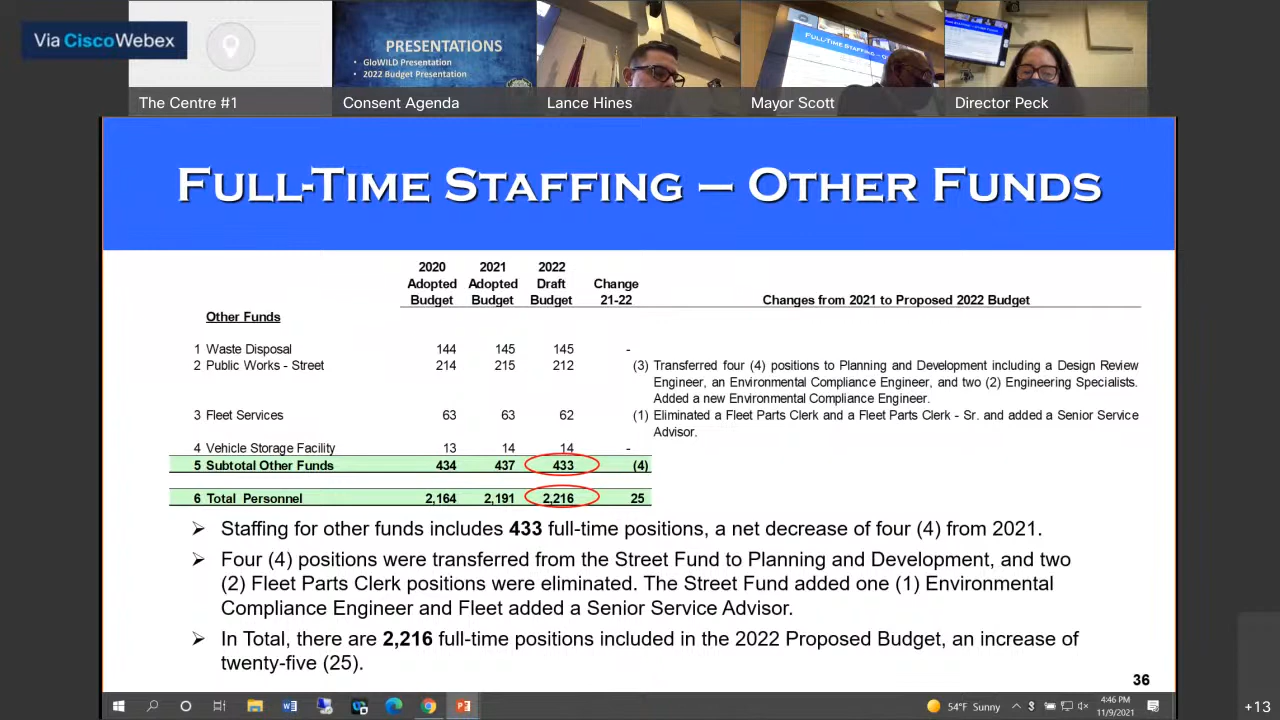 Via CiscoWebex
PRESENTATIONS
• GloWILD Presentation
• 2022 Budget Presentation
FULL-TIME STAFFING – O
The Centre #1
Consent Agenda
Lance Hines
Mayor Scott
Director Peck
FULL-TIME STAFFING – OTHER FUNDS
2020 2021 2022
Adopted Adopted Draft Change
Budget Budget Budget 21-22 Changes from 2021 to Proposed 2022 Budget
Other Funds
1 Waste Disposal 144 145 145 -
2 Public Works - Street 214 215 212 (3) Transferred four (4) positions to Planning and Development including a Design Review
Engineer, an Environmental Compliance Engineer, and two (2) Engineering Specialists.
Added a new Environmental Compliance Engineer.
3 Fleet Services 63 63 62 (1) Eliminated a Fleet Parts Clerk and a Fleet Parts Clerk - Sr. and added a Senior Service
Advisor.
4 Vehicle Storage Facility 13 14 14 -
5 Subtotal Other Funds 434 437 433 (4)
6 Total Personnel 2,164 2,191 2,216 25
➢ Staffing for other funds includes 433 full-time positions, a net decrease of four (4) from 2021.
➢ Four (4) positions were transferred from the Street Fund to Planning and Development, and two
(2) Fleet Parts Clerk positions were eliminated. The Street Fund added one (1) Environmental
Compliance Engineer and Fleet added a Senior Service Advisor.
➢ In Total, there are 2,216 full-time positions included in the 2022 Proposed Budget, an increase of
twenty-five (25).
36
54°F Sunny
4:46 PM
11/9/2021
+13